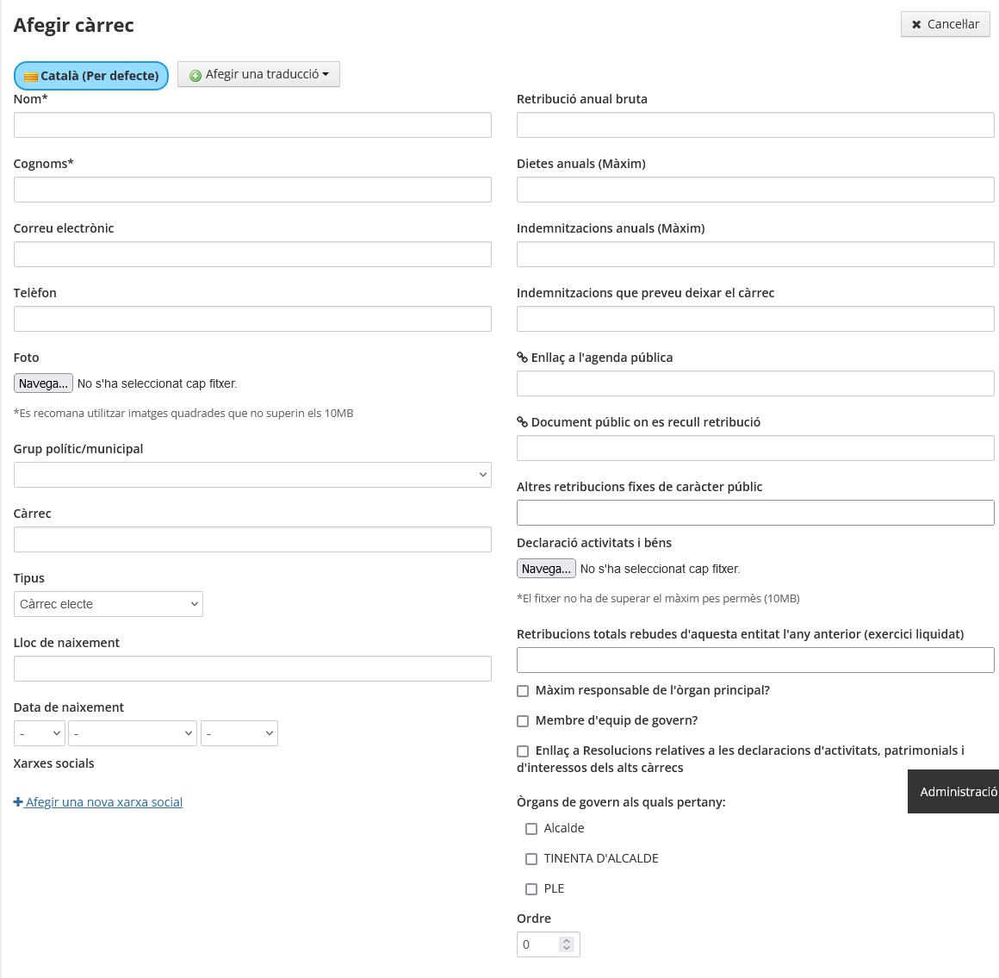 Afegir càrrec
Cancel·lar
Català (Per defecte)
Afegir una traducció
Nom*
Cognoms*
Correu electrònic
Telèfon
Foto
Navega... No s'ha seleccionat cap fitxer.
*Es recomana utilitzar imatges quadrades que no superin els 10MB
Grup polític/municipal
Càrrec
Tipus
Càrrec electe
Lloc de naixement
Data de naixement
- - -
Xarxes socials
Afegir una nova xarxa social
Retribució anual bruta
Dietes anuals (Màxim)
Indemnitzacions anuals (Màxim)
Indemnitzacions que preveu deixar el càrrec
Enllaç a l'agenda pública
Document públic on es recull retribució
Altres retribucions fixes de caràcter públic
Declaració activitats i béns
Navega... No s'ha seleccionat cap fitxer.
*El fitxer no ha de superar el màxim pes permès (10MB)
Retribucions totals rebudes d'aquesta entitat l'any anterior (exercici liquidat)
Màxim responsable de l'òrgan principal?
Membre d'equip de govern?
Enllaç a Resolucions relatives a les declaracions d'activitats, patrimonials i
d'interessos dels alts càrrecs
Administració
Òrgans de govern als quals pertany:
Alcalde
TINENTA D'ALCALDE
PLE
Ordre
0